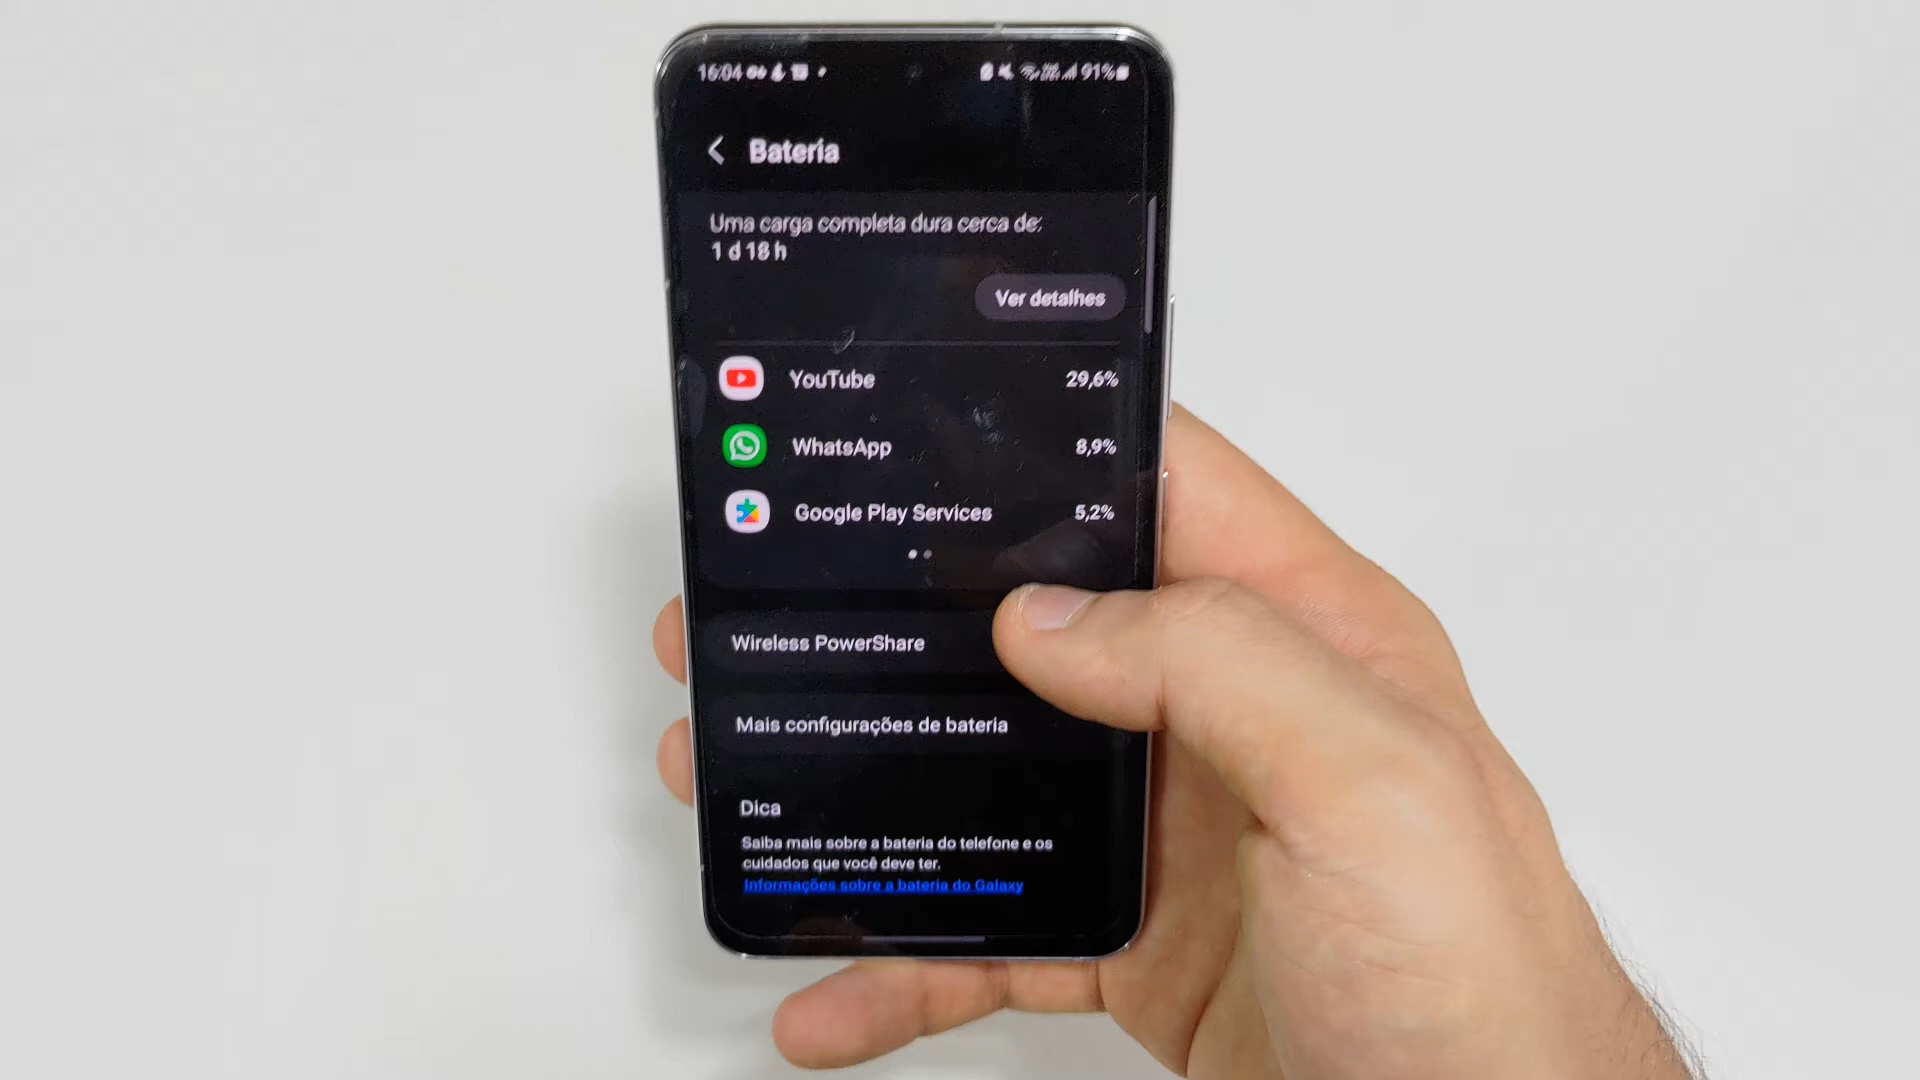 16:04
91%
Bateria
Uma carga completa dura cerca de:
1 d 18 h
Ver detalhes
YouTube 29,6%
WhatsApp 8,9%
Google Play Services 5,2%
Wireless PowerShare
Mais configurações de bateria
Dica
Saiba mais sobre a bateria do telefone e os
cuidados que você deve ter.
Informações sobre a bateria do Galaxy